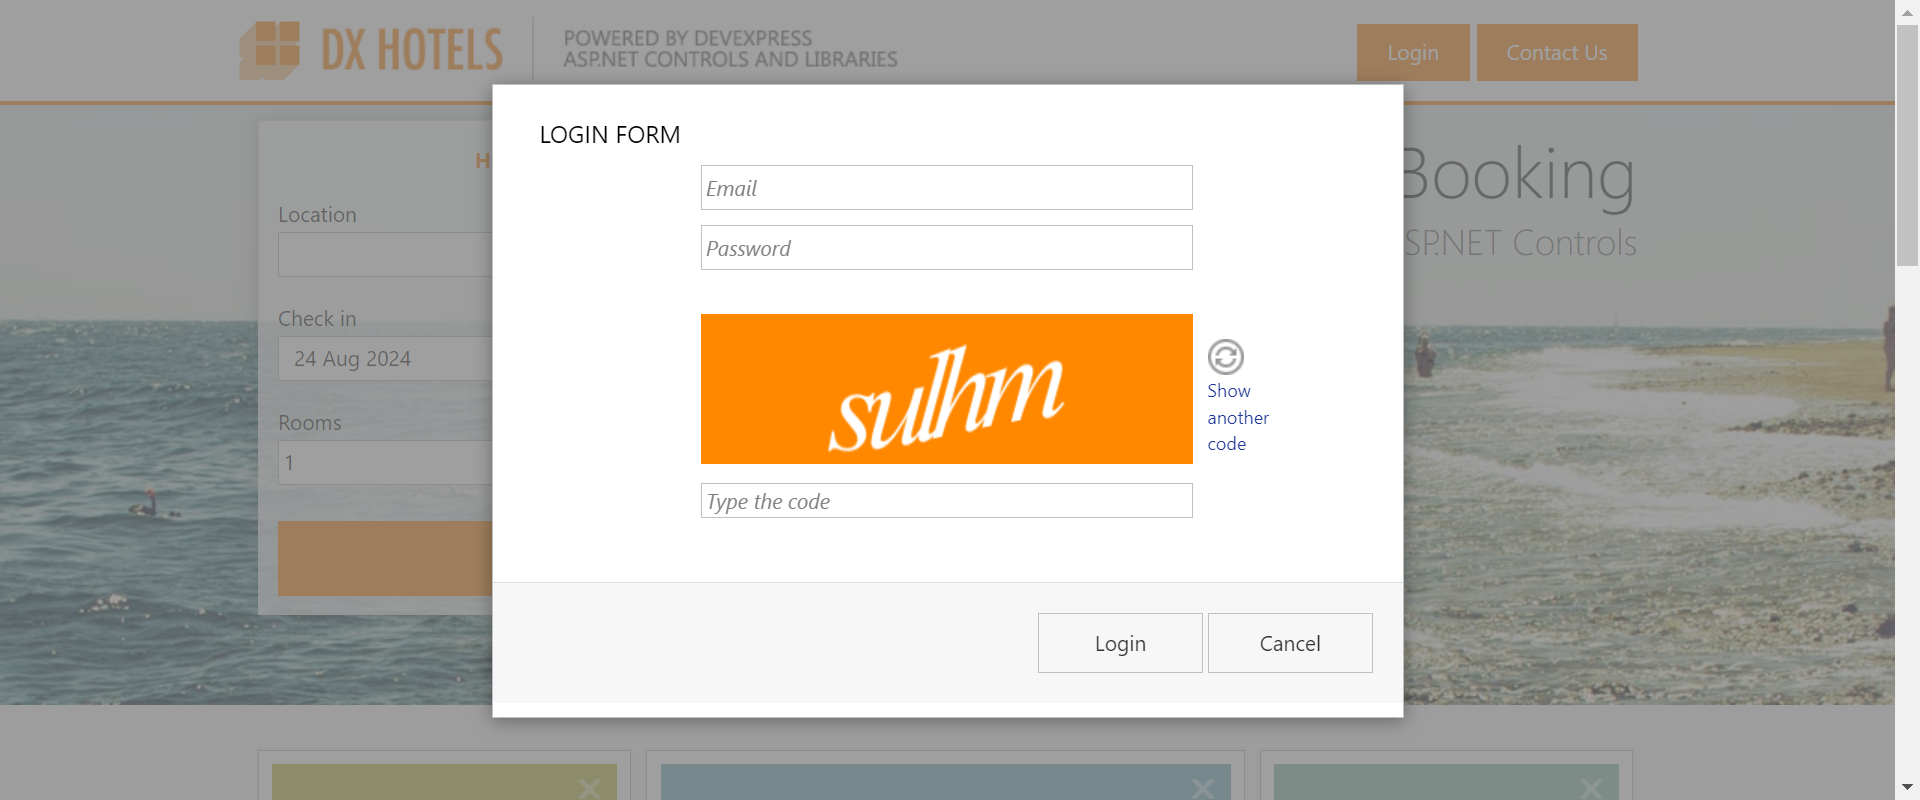 DX HOTELS
POWERED BY DEVEXPRESS
ASP.NET CONTROLS AND LIBRARIES
Login
Contact Us
LOGIN FORM
Email
Password
sulhm
Show
another
code
Type the code
Login
Cancel
H
Location
Check in
24 Aug 2024
Rooms
1
Booking
SP.NET Controls